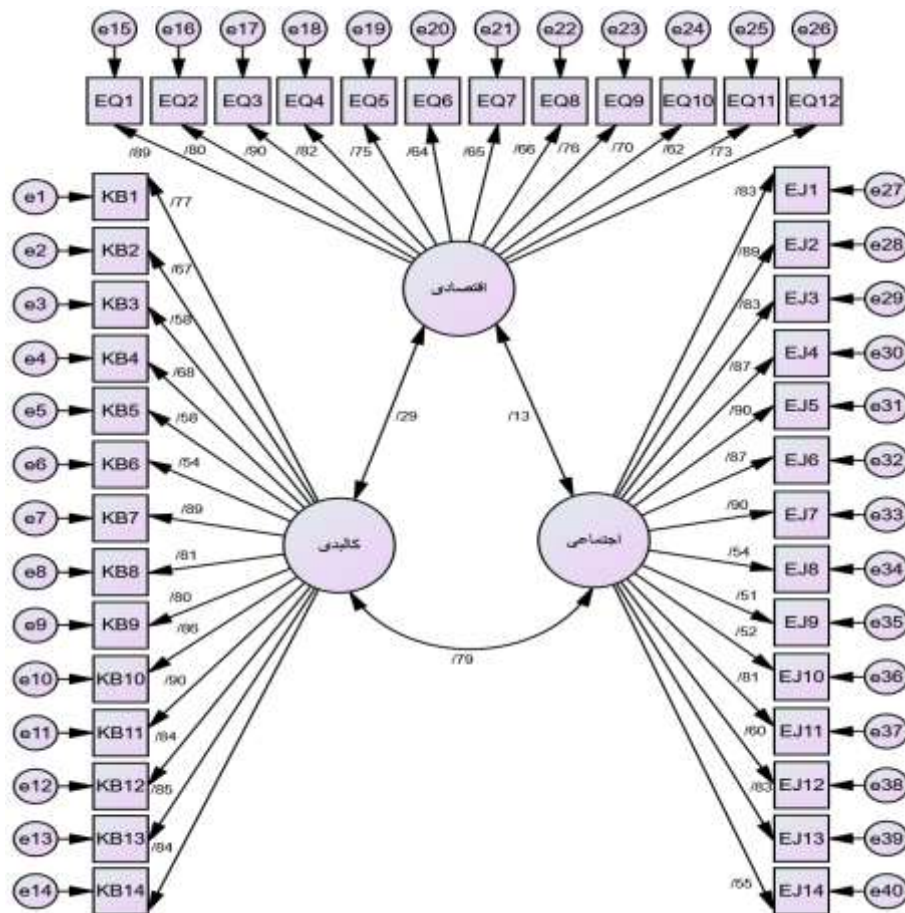 e15 e16 e17 e18 e19 e20 e21 e22 e23 e24 e25 e26
EQ1 EQ2 EQ3 EQ4 EQ5 EQ6 EQ7 EQ8 EQ9 EQ10 EQ11 EQ12
/89 /80 /90 /82 /75 /64 /65 /66 /76 /70 /62 /73
اقتصادی
/29 /13
e1 KB1 /77
e2 KB2 /67
e3 KB3 /58
e4 KB4 /68
e5 KB5 /58
e6 KB6 /54
e7 KB7 /89
e8 KB8 /81
e9 KB9 /80
e10 KB10 /86
e11 KB11 /90
e12 KB12 /84
e13 KB13 /85
e14 KB14 /84
کالبدی
/79
اجتماعی
/83 EJ1 e27
/89 EJ2 e28
/83 EJ3 e29
/87 EJ4 e30
/90 EJ5 e31
/87 EJ6 e32
/90 EJ7 e33
/54 EJ8 e34
/51 EJ9 e35
/52 EJ10 e36
/81 EJ11 e37
/60 EJ12 e38
/83 EJ13 e39
/55 EJ14 e40